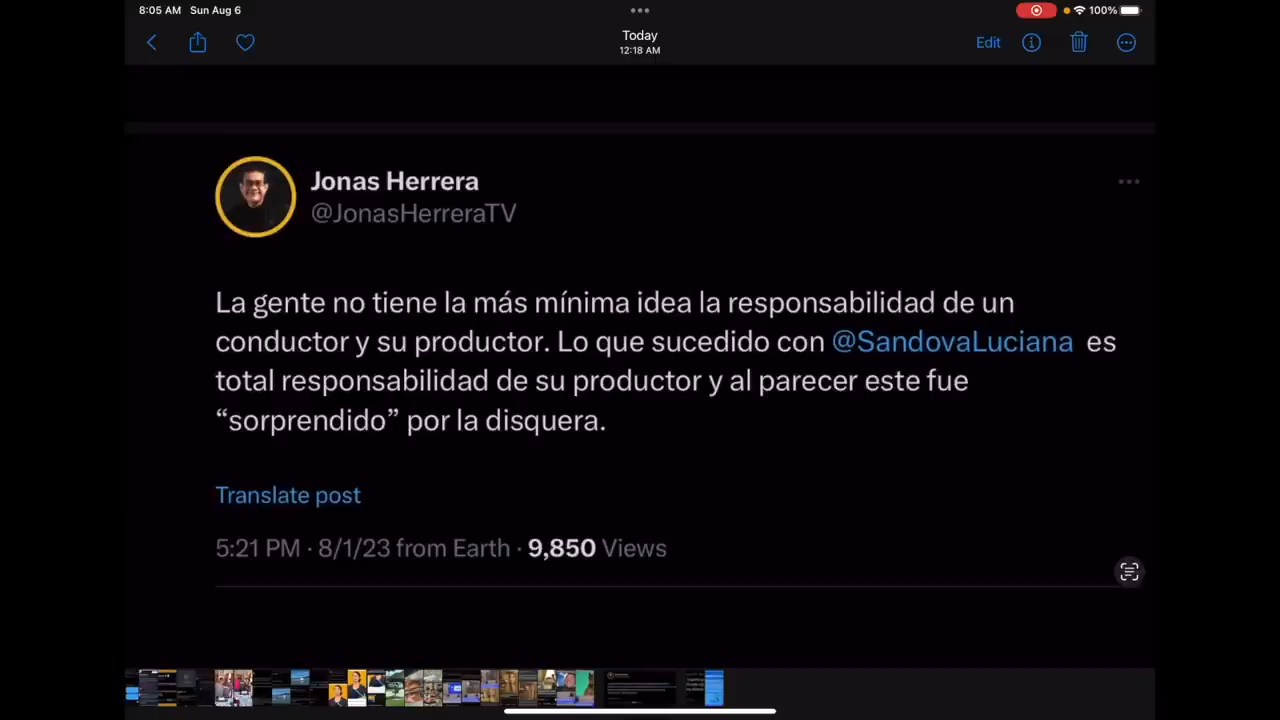 8:05 AM Sun Aug 6
100%
Today
12:18 AM
Edit
Jonas Herrera
@JonasHerreraTV
La gente no tiene la más mínima idea la responsabilidad de un
conductor y su productor. Lo que sucedido con @SandovaLuciana es
total responsabilidad de su productor y al parecer este fue
“sorprendido” por la disquera.
Translate post
5:21 PM · 8/1/23 from Earth · 9,850 Views